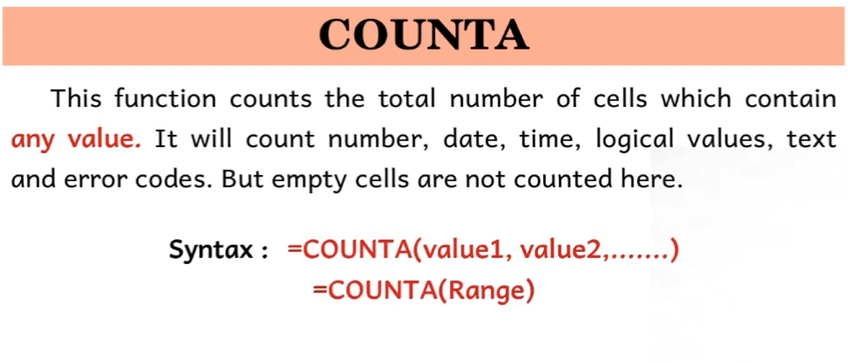 COUNTA
This function counts the total number of cells which contain
any value. It will count number, date, time, logical values, text
and error codes. But empty cells are not counted here.
Syntax : =COUNTA(value1, value2,.......)
=COUNTA(Range)